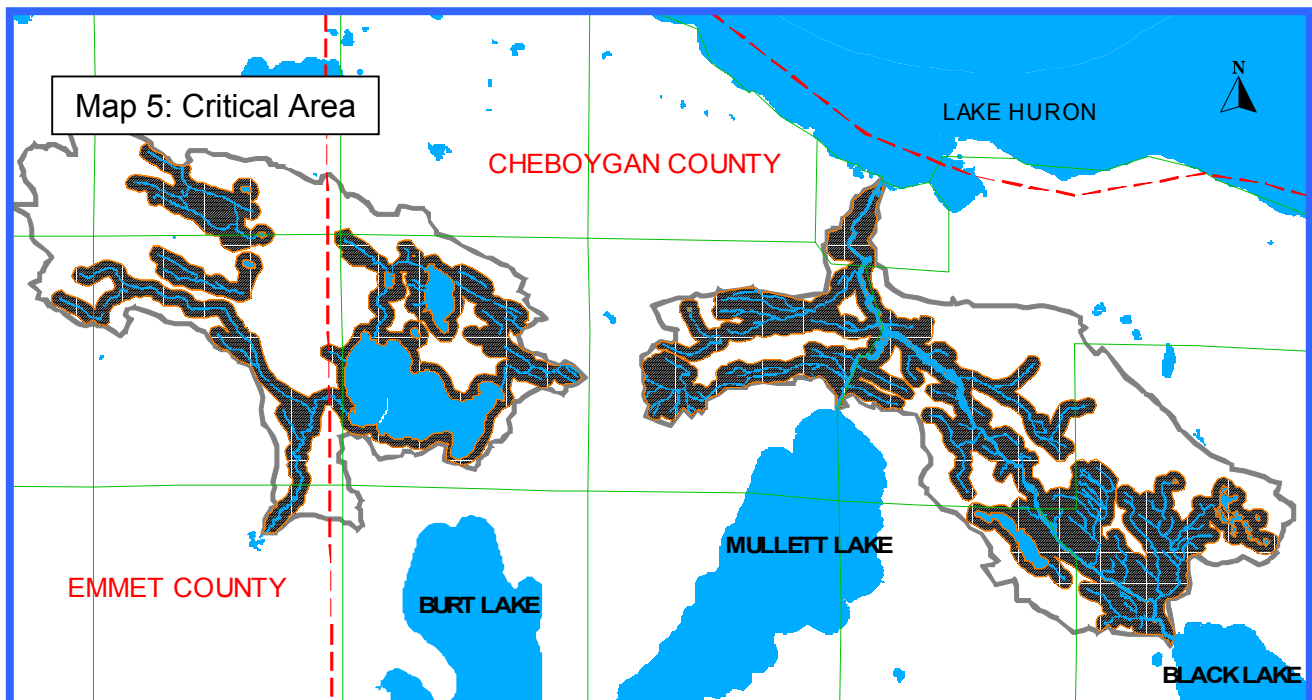 Map 5: Critical Area
N
LAKE HURON
CHEBOYGAN COUNTY
MULLETT LAKE
EMMET COUNTY
BURT LAKE
BLACK LAKE